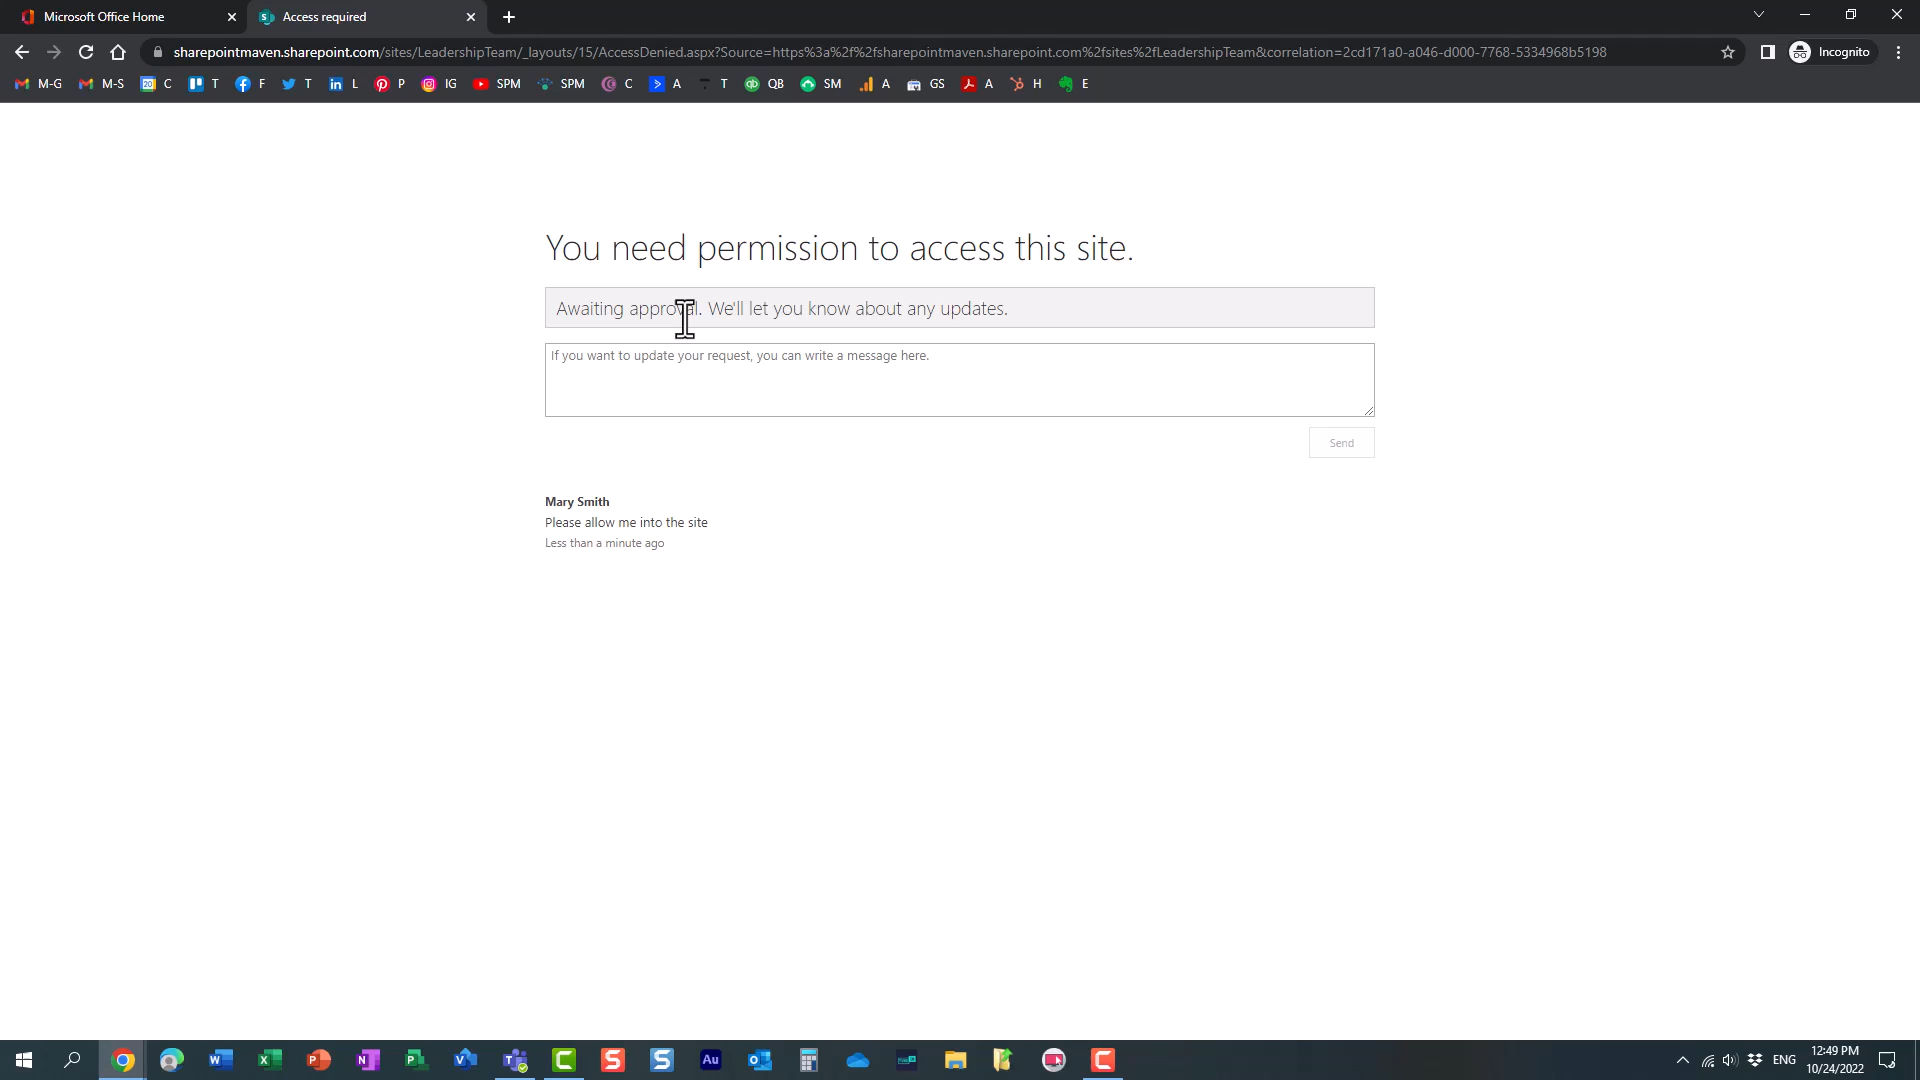 Microsoft Office Home
Access required
sharepointmaven.sharepoint.com/sites/LeadershipTeam/_layouts/15/AccessDenied.aspx?Source=https%3a%2f%2fsharepointmaven.sharepoint.com%2fsites%2fLeadershipTeam&correlation=2cd171a0-a046-d000-7768-5334968b5198
Incognito
M-G M-S C T F T L P IG SPM SPM C A T QB SM A GS A H E
You need permission to access this site.
Awaiting approval. We'll let you know about any updates.
If you want to update your request, you can write a message here.
Send
Mary Smith
Please allow me into the site
Less than a minute ago
ENG
12:49 PM
10/24/2022